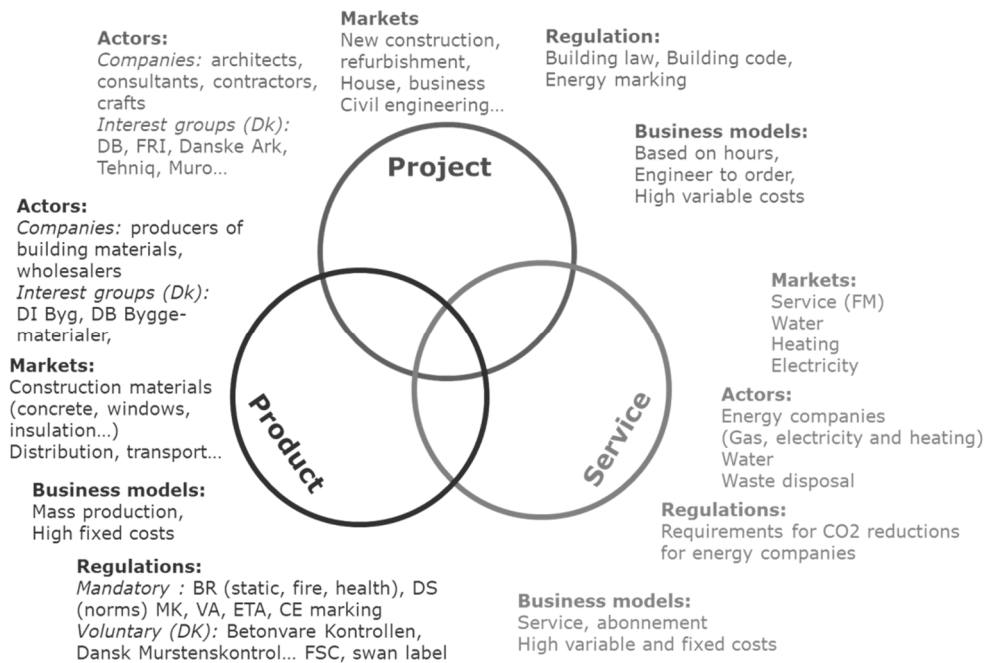 Actors:
Companies: architects,
consultants, contractors,
crafts
Interest groups (Dk):
DB, FRI, Danske Ark,
Tehniq, Muro...
Markets
New construction,
refurbishment,
House, business
Civil engineering...
Regulation:
Building law, Building code,
Energy marking
Business models:
Based on hours,
Engineer to order,
High variable costs
Project
Actors:
Companies: producers of
building materials,
wholesalers
Interest groups (Dk):
DI Byg, DB Bygge-
materialer,
Markets:
Construction materials
(concrete, windows,
insulation...)
Distribution, transport...
Business models:
Mass production,
High fixed costs
Regulations:
Mandatory : BR (static, fire, health), DS
(norms) MK, VA, ETA, CE marking
Voluntary (DK): Betonvare Kontrollen,
Dansk Murstenskontrol... FSC, swan label
Product
Service
Markets:
Service (FM)
Water
Heating
Electricity
Actors:
Energy companies
(Gas, electricity and heating)
Water
Waste disposal
Regulations:
Requirements for CO2 reductions
for energy companies
Business models:
Service, abonnement
High variable and fixed costs